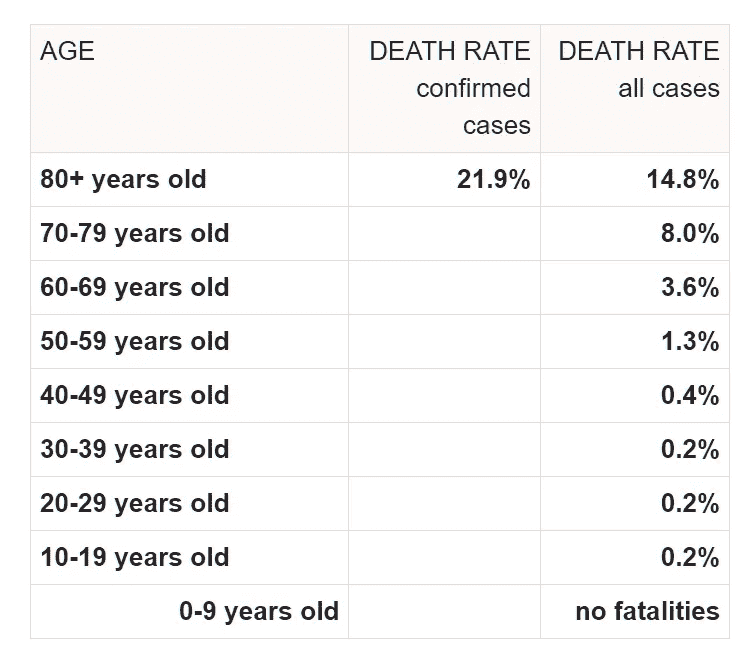 AGE DEATH RATE DEATH RATE
confirmed all cases
cases
80+ years old 21.9% 14.8%
70-79 years old 8.0%
60-69 years old 3.6%
50-59 years old 1.3%
40-49 years old 0.4%
30-39 years old 0.2%
20-29 years old 0.2%
10-19 years old 0.2%
0-9 years old no fatalities